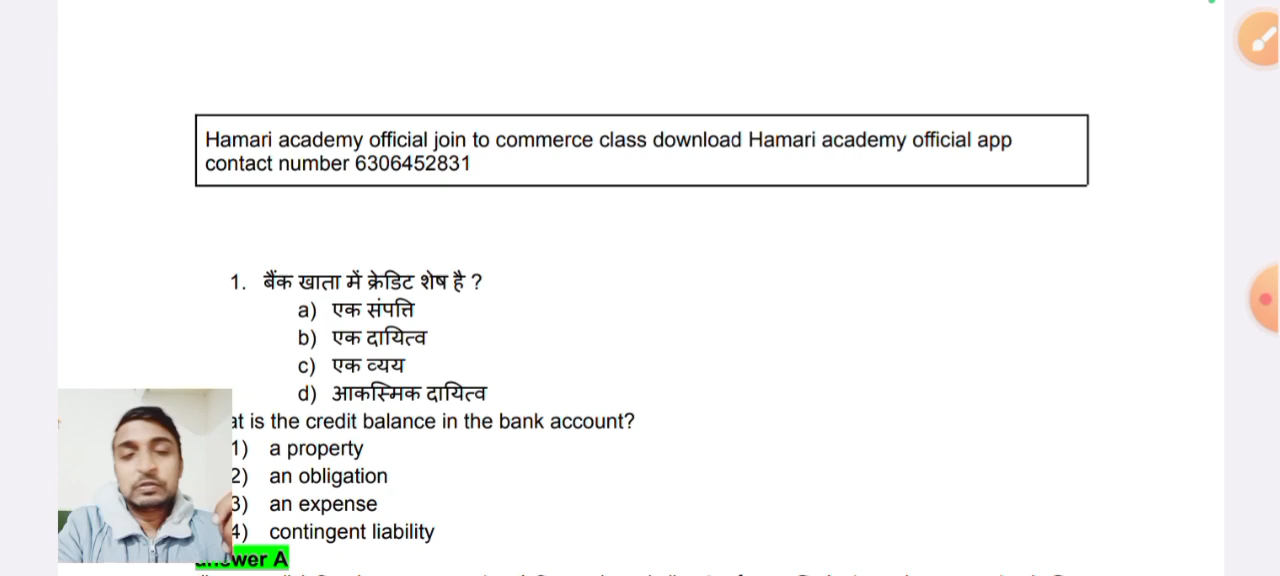 Hamari academy official join to commerce class download Hamari academy official app
contact number 6306452831
1. बैंक खाता में क्रेडिट शेष है ?
a) एक संपत्ति
b) एक दायित्व
c) एक व्यय
d) आकस्मिक दायित्व
at is the credit balance in the bank account?
1) a property
2) an obligation
3) an expense
4) contingent liability
wer A